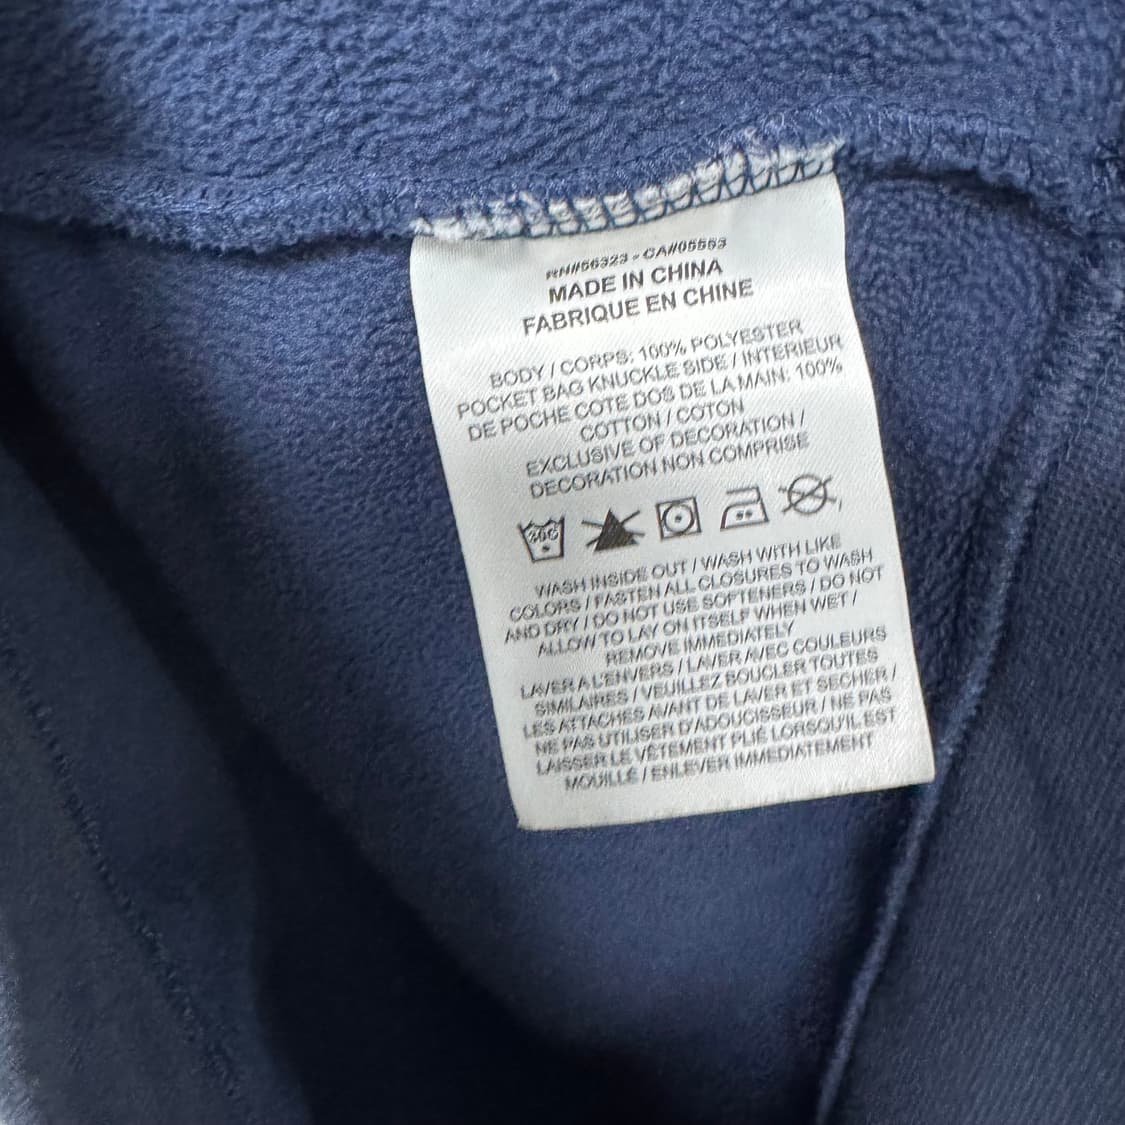 RN#56323 - CA#05553
MADE IN CHINA
FABRIQUE EN CHINE
BODY / CORPS: 100% POLYESTER
POCKET BAG KNUCKLE SIDE / INTERIEUR
DE POCHE COTE DOS DE LA MAIN: 100%
COTTON / COTON
EXCLUSIVE OF DECORATION /
DECORATION NON COMPRISE
30C
WASH INSIDE OUT / WASH WITH LIKE
COLORS / FASTEN ALL CLOSURES TO WASH
AND DRY / DO NOT USE SOFTENERS / DO NOT
ALLOW TO LAY ON ITSELF WHEN WET /
REMOVE IMMEDIATELY
LAVER A L'ENVERS / LAVER AVEC COULEURS
SIMILAIRES / VEUILLEZ BOUCLER TOUTES
LES ATTACHES AVANT DE LAVER ET SECHER /
NE PAS UTILISER D'ADOUCISSEUR / NE PAS
LAISSER LE VÊTEMENT PLIÉ LORSQU'IL EST
MOUILLÉ / ENLEVER IMMEDIATEMENT